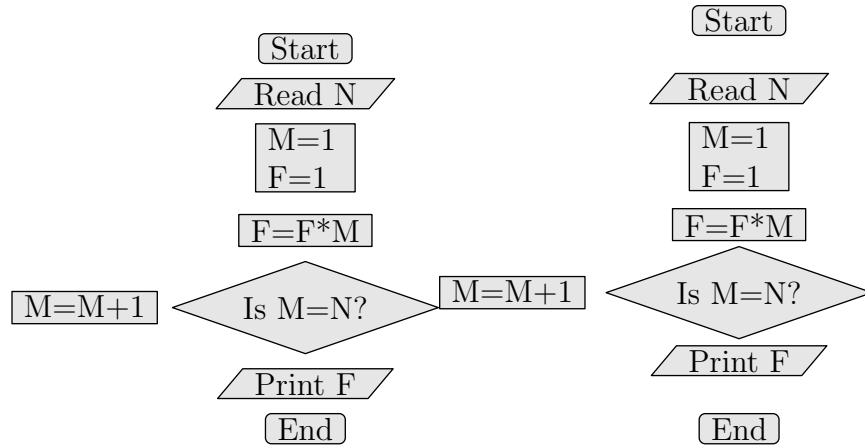 Start
Read N
M=1
F=1
F=F*M
M=M+1
Is M=N?
Print F
End
Start
Read N
M=1
F=1
F=F*M
M=M+1
Is M=N?
Print F
End